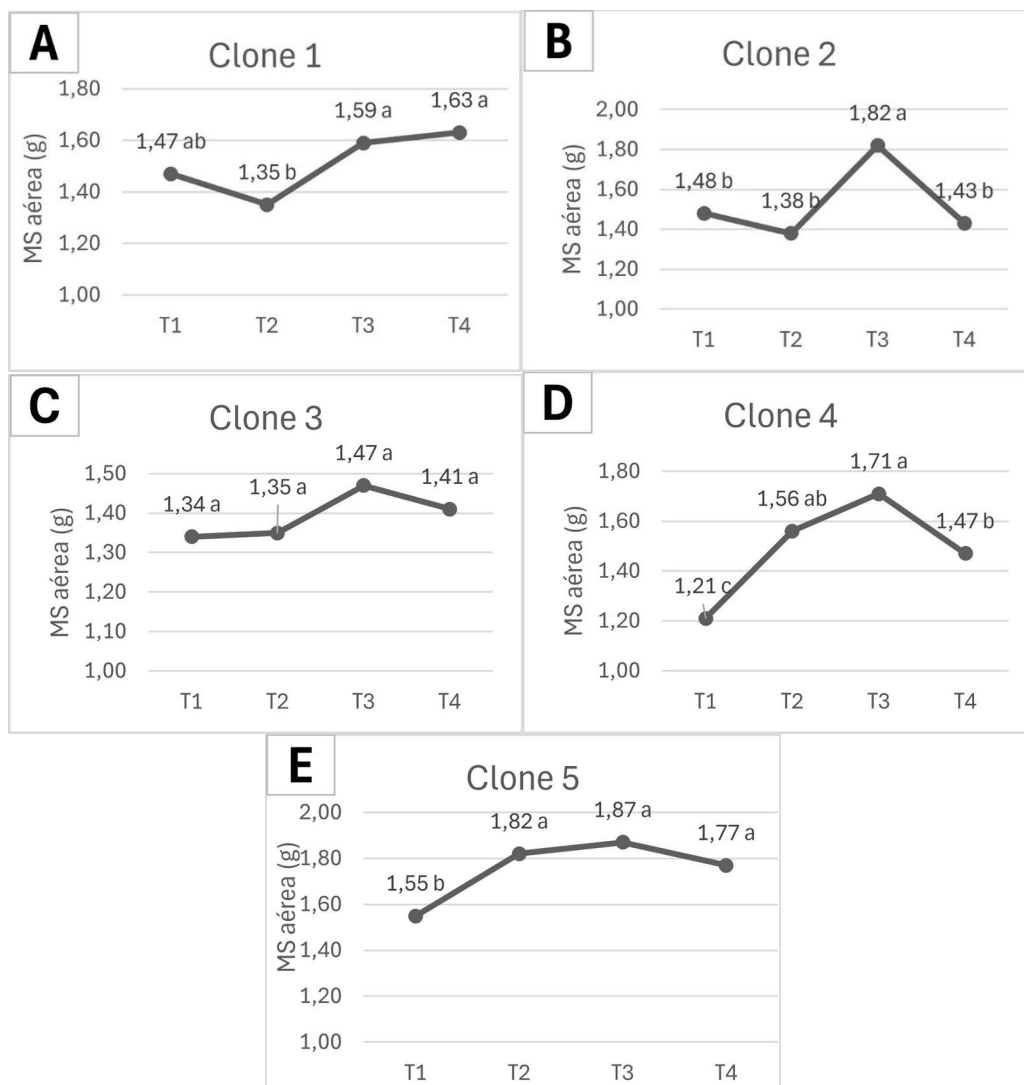 A
Clone 1
MS aérea (g)
1,80
1,60
1,40
1,20
1,00
1,47 ab
1,35 b
1,59 a
1,63 a
T1 T2 T3 T4
B
Clone 2
MS aérea (g)
2,00
1,80
1,60
1,40
1,20
1,00
1,48 b
1,38 b
1,82 a
1,43 b
T1 T2 T3 T4
C
Clone 3
MS aérea (g)
1,50
1,40
1,30
1,20
1,10
1,00
1,34 a
1,35 a
1,47 a
1,41 a
T1 T2 T3 T4
D
Clone 4
MS aérea (g)
1,80
1,60
1,40
1,20
1,00
1,21 c
1,56 ab
1,71 a
1,47 b
T1 T2 T3 T4
E
Clone 5
MS aérea (g)
2,00
1,80
1,60
1,40
1,20
1,00
1,55 b
1,82 a
1,87 a
1,77 a
T1 T2 T3 T4